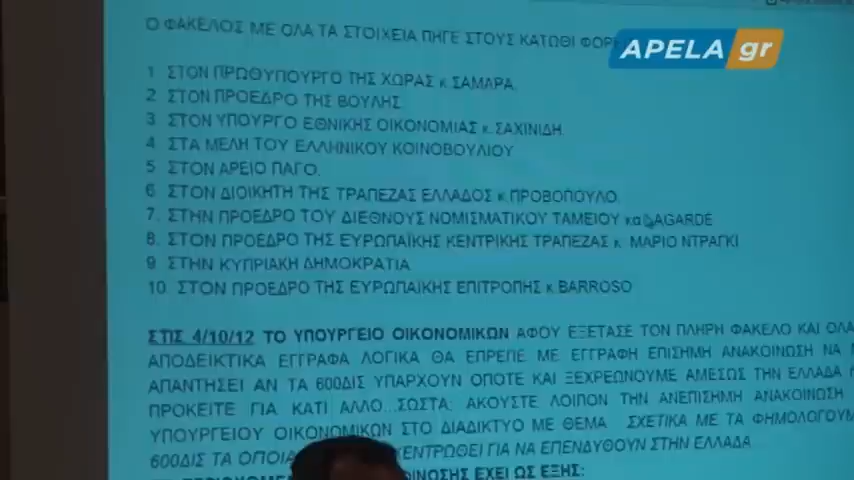 Ο ΦΑΚΕΛΟΣ ΜΕ ΟΛΑ ΤΑ ΣΤΟΙΧΕΙΑ ΠΗΓΕ ΣΤΟΥΣ ΚΑΤΩΘΙ
APELA gr
1 ΣΤΟΝ ΠΡΩΘΥΠΟΥΡΓΟ ΤΗΣ ΧΩΡΑΣ κ. ΣΑΜΑΡΑ
2 ΣΤΟΝ ΠΡΟΕΔΡΟ ΤΗΣ ΒΟΥΛΗΣ
3 ΣΤΟΝ ΥΠΟΥΡΓΟ ΕΘΝΙΚΗΣ ΟΙΚΟΝΟΜΙΑΣ κ. ΣΑΧΙΝΙΔΗ
4 ΣΤΑ ΜΕΛΗ ΤΟΥ ΕΛΛΗΝΙΚΟΥ ΚΟΙΝΟΒΟΥΛΙΟΥ
5 ΣΤΟΝ ΑΡΕΙΟ ΠΑΓΟ.
6 ΣΤΟΝ ΔΙΟΙΚΗΤΗ ΤΗΣ ΤΡΑΠΕΖΑΣ ΕΛΛΑΔΟΣ κ. ΠΡΟΒΟΠΟΥΛΟ
7. ΣΤΗΝ ΠΡΟΕΔΡΟ ΤΟΥ ΔΙΕΘΝΟΥΣ ΝΟΜΙΣΜΑΤΙΚΟΥ ΤΑΜΕΙΟΥ κα LAGARDE
8. ΣΤΟΝ ΠΡΟΕΔΡΟ ΤΗΣ ΕΥΡΩΠΑΪΚΗΣ ΚΕΝΤΡΙΚΗΣ ΤΡΑΠΕΖΑΣ κ. ΜΑΡΙΟ ΝΤΡΑΓΚΙ
9 ΣΤΗΝ ΚΥΠΡΙΑΚΗ ΔΗΜΟΚΡΑΤΙΑ
10. ΣΤΟΝ ΠΡΟΕΔΡΟ ΤΗΣ ΕΥΡΩΠΑΪΚΗΣ ΕΠΙΤΡΟΠΗΣ κ. BARROSO
ΣΤΙΣ 4/10/12 ΤΟ ΥΠΟΥΡΓΕΙΟ ΟΙΚΟΝΟΜΙΚΩΝ ΑΦΟΥ ΕΞΕΤΑΣΕ ΤΟΝ ΠΛΗΡΗ ΦΑΚΕΛΟ ΚΑΙ ΟΛΑ
ΑΠΟΔΕΙΚΤΙΚΑ ΕΓΓΡΑΦΑ ΛΟΓΙΚΑ ΘΑ ΕΠΡΕΠΕ ΜΕ ΕΓΓΡΑΦΗ ΕΠΙΣΗΜΗ ΑΝΑΚΟΙΝΩΣΗ ΝΑ
ΑΠΑΝΤΗΣΕΙ ΑΝ ΤΑ 600ΔΙΣ ΥΠΑΡΧΟΥΝ ΟΠΟΤΕ ΚΑΙ ΞΕΧΡΕΩΝΟΥΜΕ ΑΜΕΣΩΣ ΤΗΝ ΕΛΛΑΔΑ
ΠΡΟΚΕΙΤΕ ΓΙΑ ΚΑΤΙ ΑΛΛΟ...ΣΩΣΤΑ: ΑΚΟΥΣΤΕ ΛΟΙΠΟΝ ΤΗΝ ΑΝΕΠΙΣΗΜΗ ΑΝΑΚΟΙΝΩΣΗ
ΥΠΟΥΡΓΕΙΟΥ ΟΙΚΟΝΟΜΙΚΩΝ ΣΤΟ ΔΙΑΔΙΚΤΥΟ ΜΕ ΘΕΜΑ ΣΧΕΤΙΚΑ ΜΕ ΤΑ ΦΗΜΟΛΟΓΟΥΜ
600ΔΙΣ ΤΑ ΟΠΟΙΑ ΚΕΝΤΡΩΘΕΙ ΓΙΑ ΝΑ ΕΠΕΝΔΥΘΟΥΝ ΣΤΗΝ ΕΛΛΑΔΑ
ΟΙΝΩΣΗΣ ΕΧΕΙ ΩΣ ΕΞΗΣ: